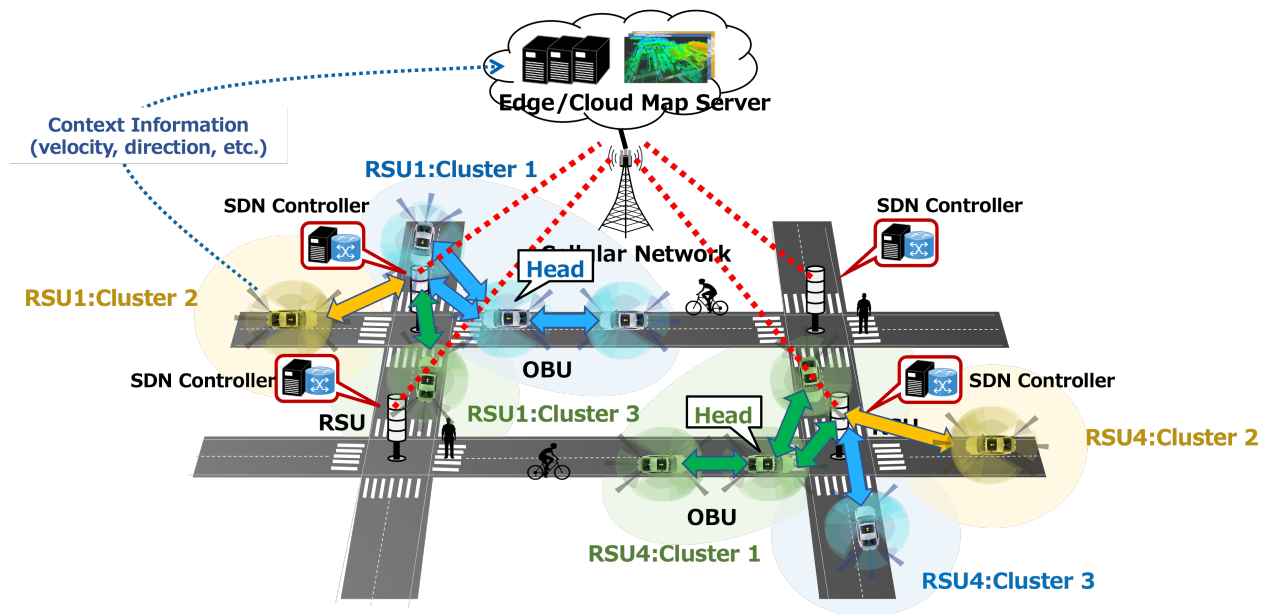 Edge/Cloud Map Server
Context Information
(velocity, direction, etc.)
RSU1:Cluster 1
SDN Controller
SDN Controller
Cellular Network
Head
RSU1:Cluster 2
OBU
SDN Controller
SDN Controller
RSU1:Cluster 3
Head
RSU
RSU
RSU4:Cluster 2
OBU
RSU4:Cluster 1
RSU4:Cluster 3